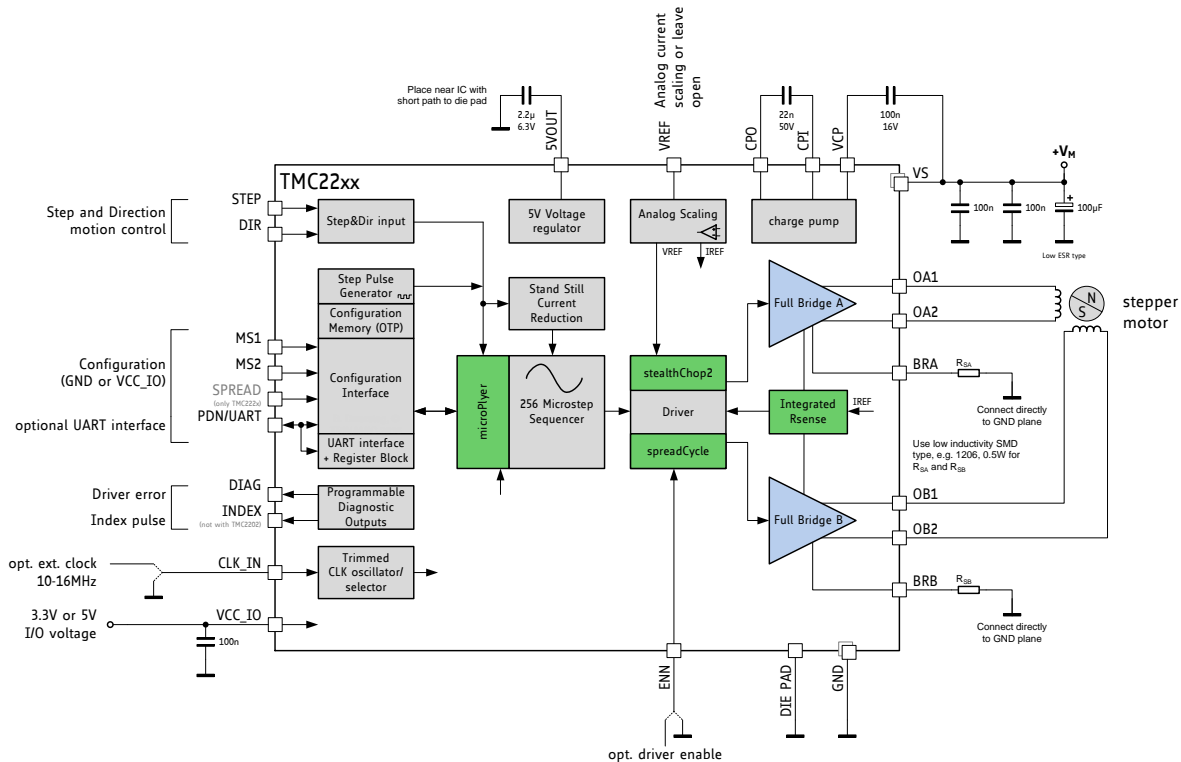 Place near IC with
short path to die pad
2.2µ
6.3V
5VOUT
VREF
Analog current
scaling or leave
open
CPO
22n
50V
CPI
VCP
100n
16V
+VM
VS
100n
100n
100µF
+
Low ESR type
TMC22xx
Step and Direction
motion control
STEP
DIR
Step&Dir input
5V Voltage
regulator
Analog Scaling
VREF
IREF
charge pump
Step Pulse
Generator
Configuration
Memory (OTP)
Stand Still
Current
Reduction
Full Bridge A
OA1
OA2
N
S
stepper
motor
Configuration
(GND or VCC_IO)
optional UART interface
MS1
MS2
SPREAD
(only TMC222x)
PDN/UART
Configuration
Interface
UART interface
+ Register Block
microPlyer
256 Microstep
Sequencer
stealthChop2
Driver
spreadCycle
Integrated
Rsense
IREF
BRA
RSA
Connect directly
to GND plane
Use low inductivity SMD
type, e.g. 1206, 0.5W for
RSA and RSB
Driver error
Index pulse
DIAG
INDEX
(not with TMC2202)
Programmable
Diagnostic
Outputs
Full Bridge B
OB1
OB2
opt. ext. clock
10-16MHz
CLK_IN
Trimmed
CLK oscillator/
selector
BRB
RSB
Connect directly
to GND plane
3.3V or 5V
I/O voltage
VCC_IO
100n
ENN
DIE PAD
GND
opt. driver enable